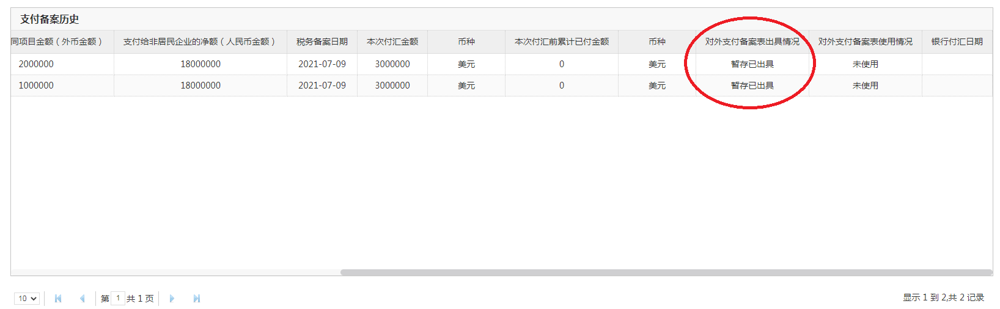 支付备案历史
同项目金额（外币金额） 支付给非居民企业的净额（人民币金额） 税务备案日期 本次付汇金额 币种 本次付汇前累计已付金额 币种 对外支付备案表出具情况 对外支付备案表使用情况 银行付汇日期
2000000 18000000 2021-07-09 3000000 美元 0 美元 暂存已出具 未使用
1000000 18000000 2021-07-09 3000000 美元 0 美元 暂存已出具 未使用
10 第 1 共 1 页 显示 1 到 2,共 2 记录